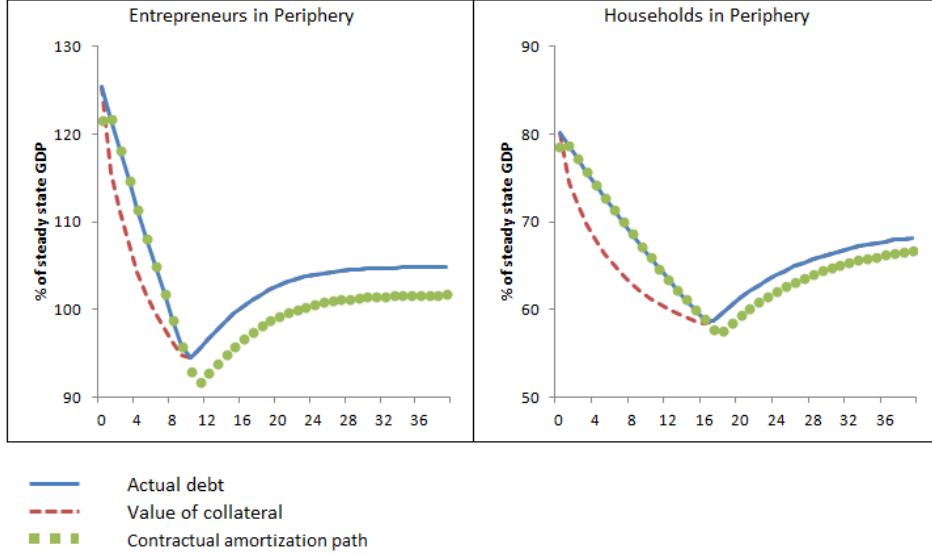 Entrepreneurs in Periphery
130
120
110
100
90
% of steady state GDP
0 4 8 12 16 20 24 28 32 36
Households in Periphery
90
80
70
60
50
% of steady state GDP
0 4 8 12 16 20 24 28 32 36
Actual debt
Value of collateral
Contractual amortization path